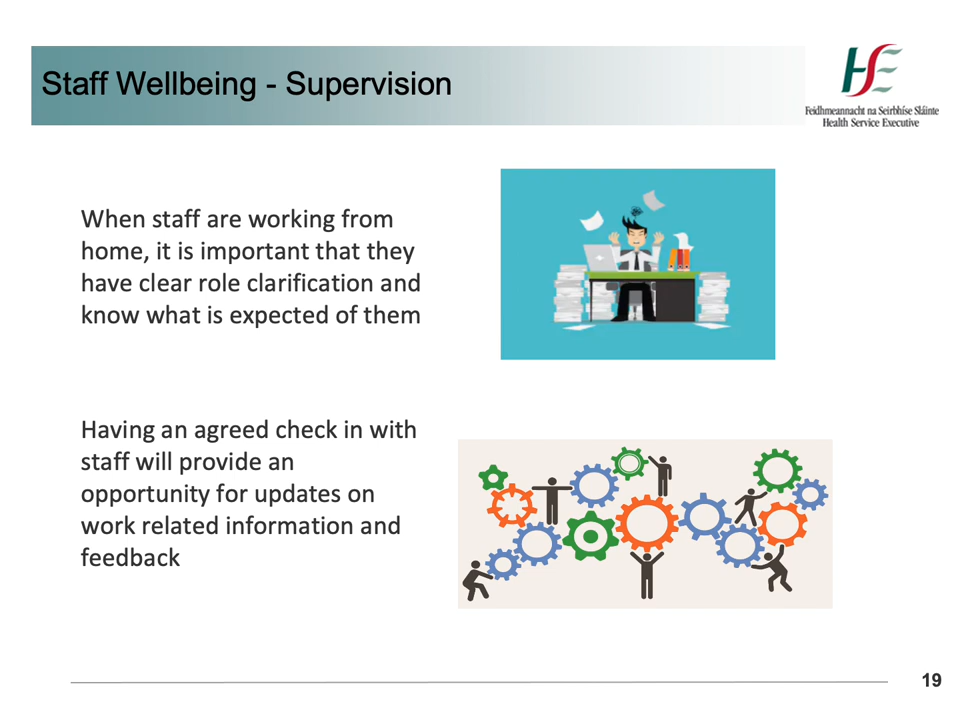 Staff Wellbeing - Supervision
Feidhmeannacht na Seirbhíse Sláinte
Health Service Executive
When staff are working from
home, it is important that they
have clear role clarification and
know what is expected of them
Having an agreed check in with
staff will provide an
opportunity for updates on
work related information and
feedback
19